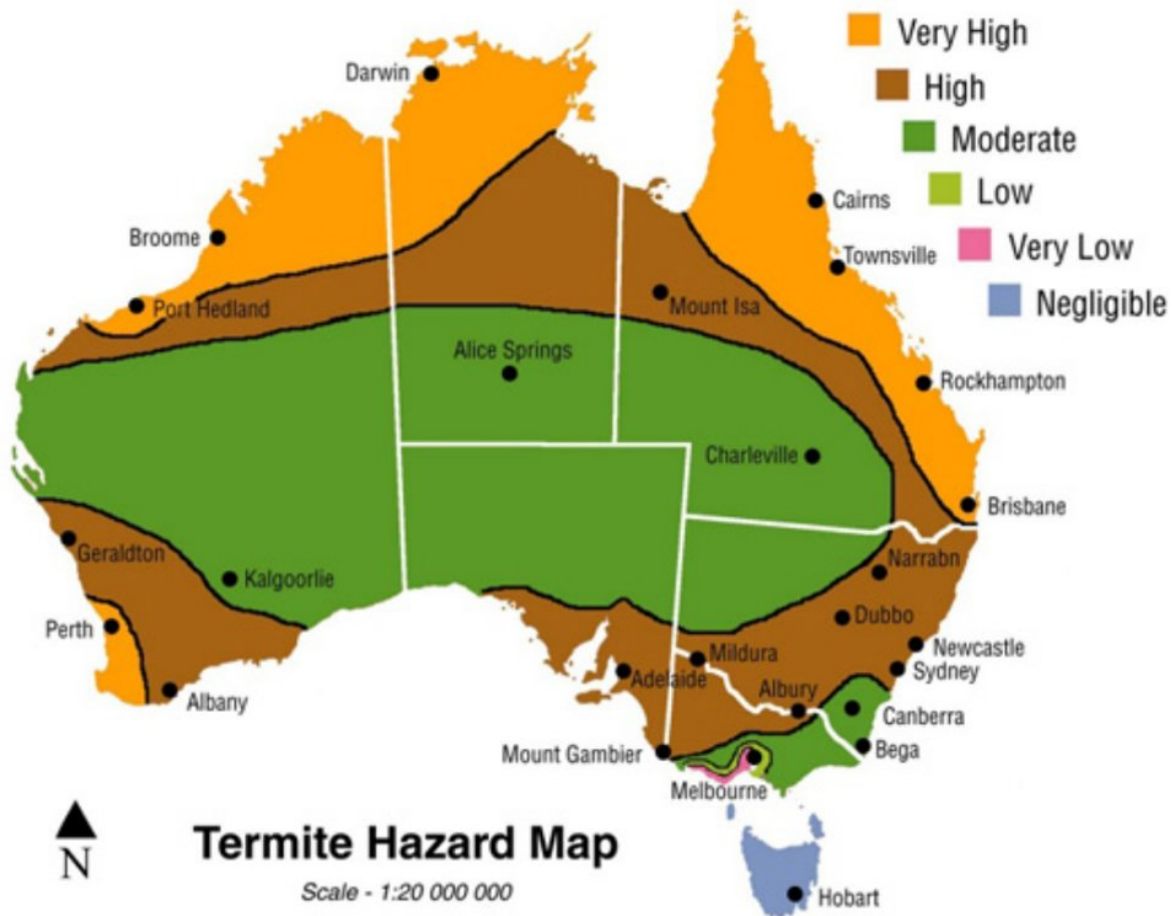 Very High
High
Moderate
Low
Very Low
Negligible
Darwin
Cairns
Broome
Townsville
Port Hedland
Mount Isa
Alice Springs
Rockhampton
Charleville
Brisbane
Geraldton
Narrabn
Kalgoorlie
Dubbo
Perth
Newcastle
Mildura
Sydney
Adelaide
Albury
Albany
Canberra
Mount Gambier
Bega
Melbourne
Termite Hazard Map
N
Scale - 1:20 000 000
Hobart